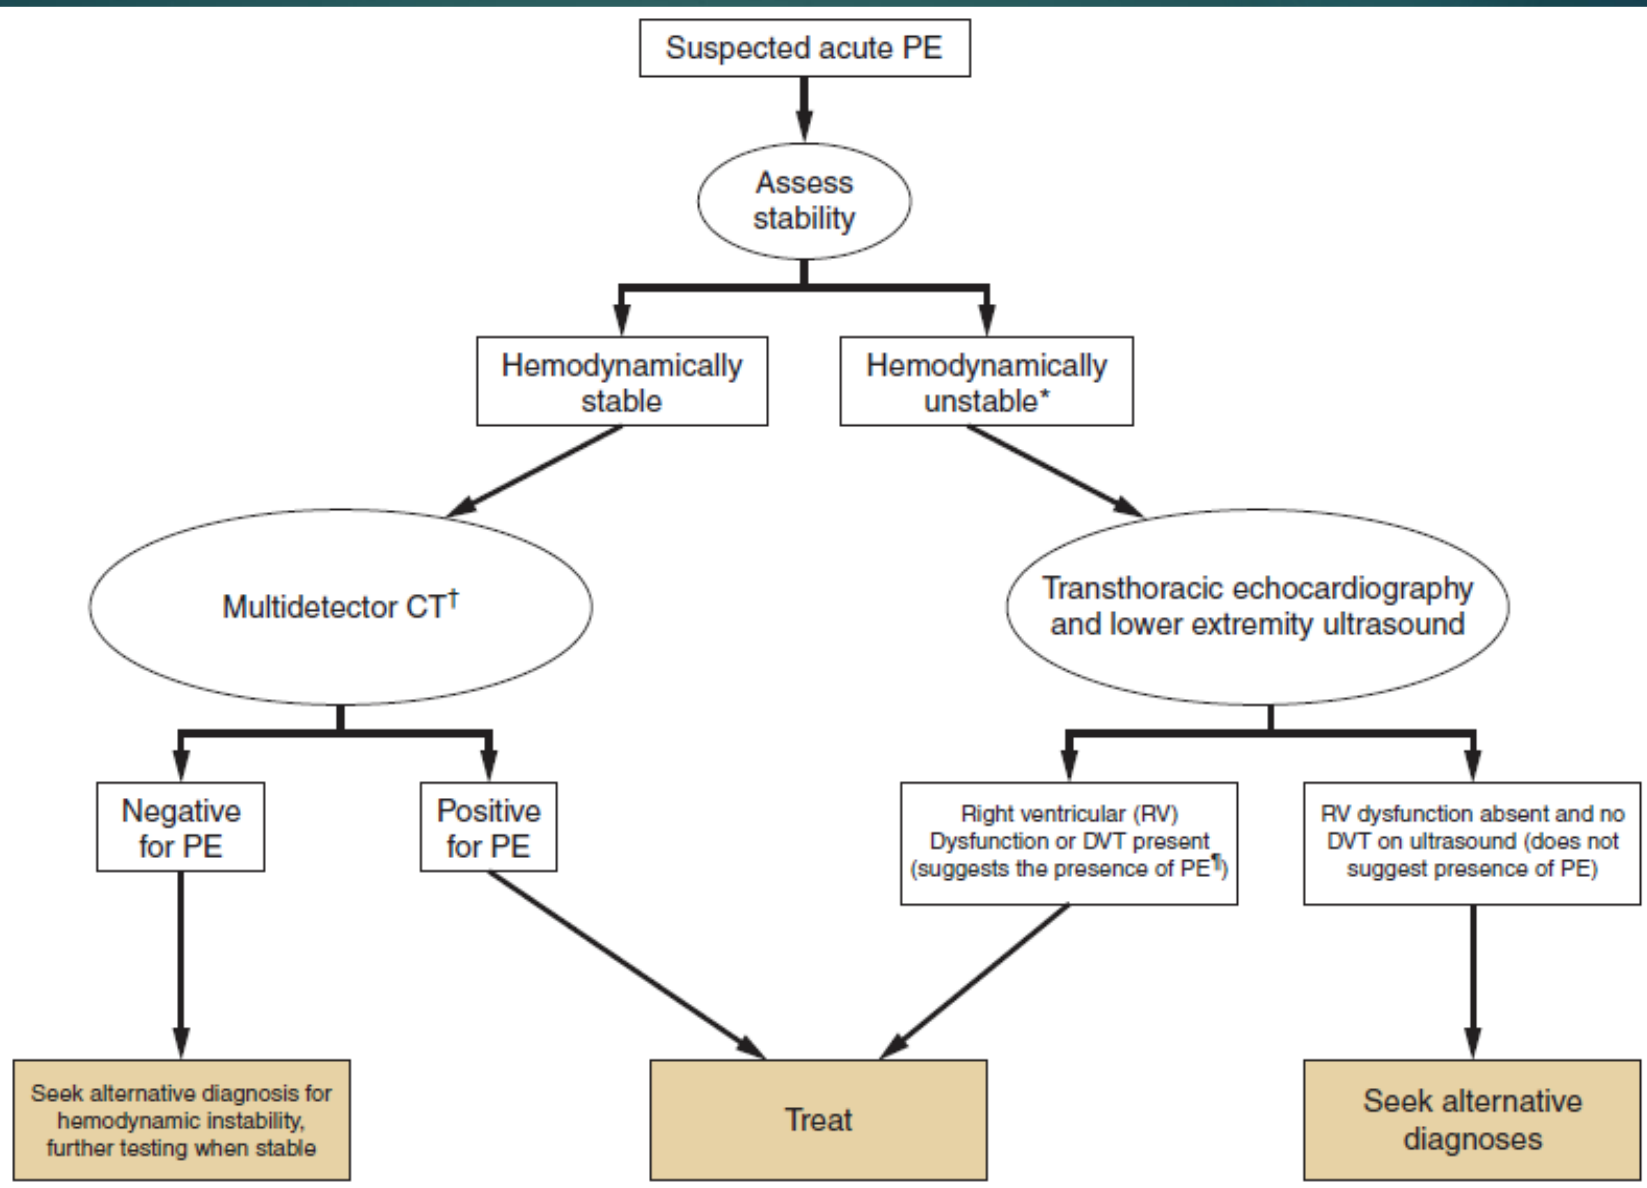 Suspected acute PE
Assess
stability
Hemodynamically
stable
Hemodynamically
unstable*
Multidetector CT†
Transthoracic echocardiography
and lower extremity ultrasound
Negative
for PE
Positive
for PE
Right ventricular (RV)
Dysfunction or DVT present
(suggests the presence of PE¶)
RV dysfunction absent and no
DVT on ultrasound (does not
suggest presence of PE)
Seek alternative diagnosis for
hemodynamic instability,
further testing when stable
Treat
Seek alternative
diagnoses